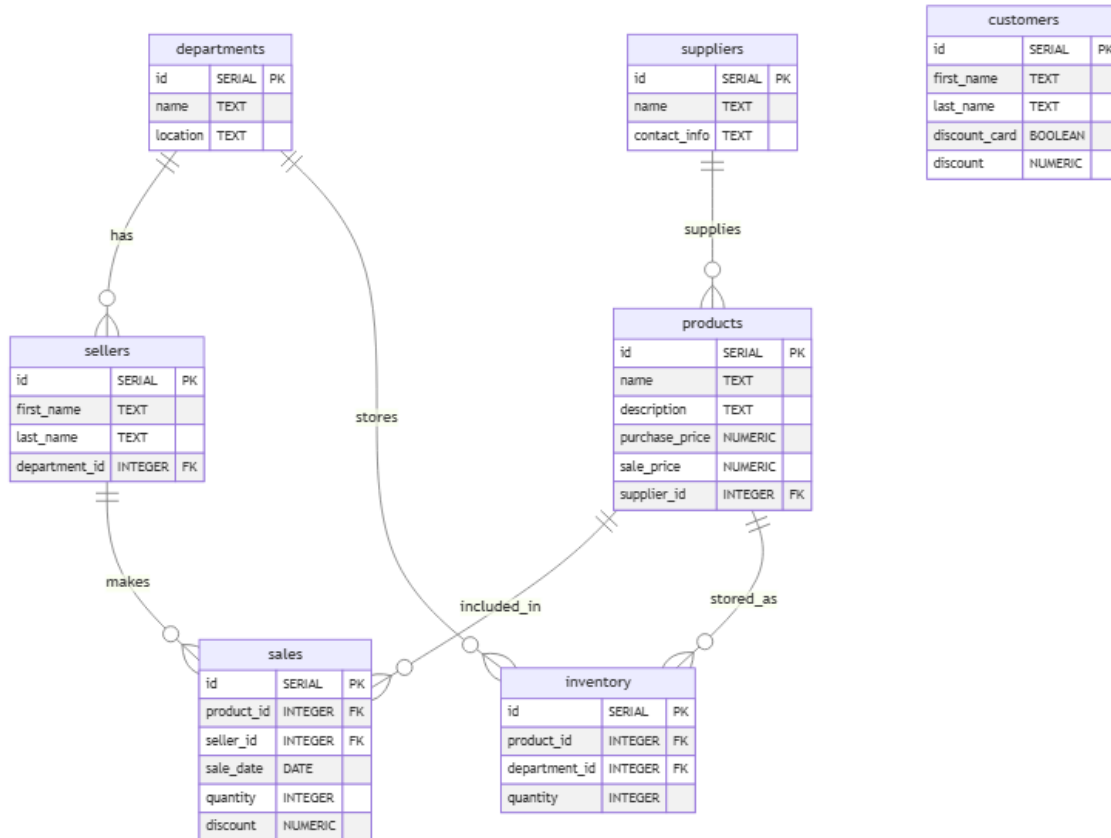 departments
id SERIAL PK
name TEXT
location TEXT
suppliers
id SERIAL PK
name TEXT
contact_info TEXT
customers
id SERIAL PK
first_name TEXT
last_name TEXT
discount_card BOOLEAN
discount NUMERIC
has
supplies
sellers
id SERIAL PK
first_name TEXT
last_name TEXT
department_id INTEGER FK
products
id SERIAL PK
name TEXT
description TEXT
purchase_price NUMERIC
sale_price NUMERIC
supplier_id INTEGER FK
stores
makes
included_in
stored_as
sales
id SERIAL PK
product_id INTEGER FK
seller_id INTEGER FK
sale_date DATE
quantity INTEGER
discount NUMERIC
inventory
id SERIAL PK
product_id INTEGER FK
department_id INTEGER FK
quantity INTEGER